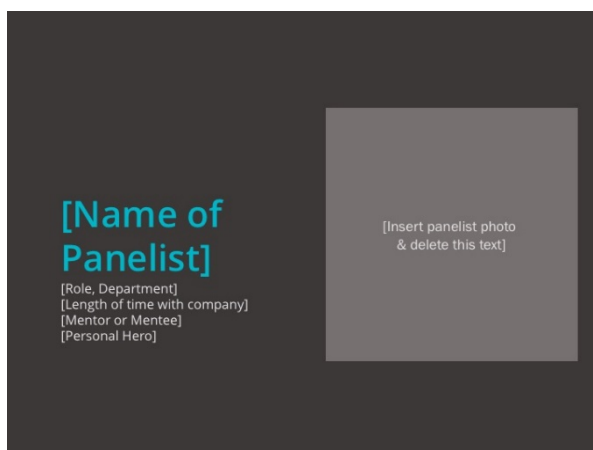 [Name of
Panelist]
[Role, Department]
[Length of time with company]
[Mentor or Mentee]
[Personal Hero]
[Insert panelist photo
& delete this text]